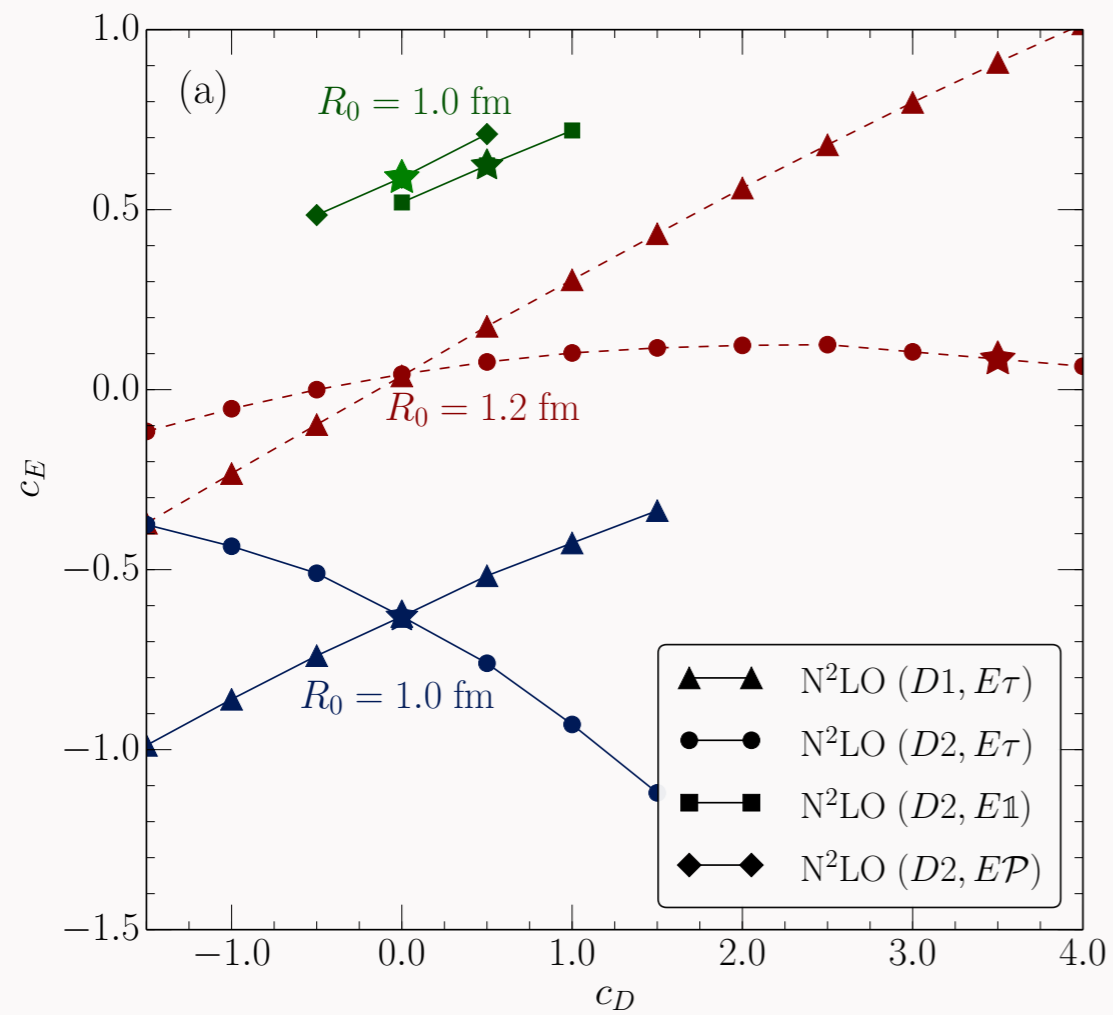 1.0
(a)
R₀ = 1.0 fm
0.5
0.0
R₀ = 1.2 fm
c_E
−0.5
R₀ = 1.0 fm
N²LO (D1, Eτ)
−1.0
N²LO (D2, Eτ)
N²LO (D2, E𝟙)
N²LO (D2, E𝒫)
−1.5
−1.0 0.0 1.0 2.0 3.0 4.0
c_D